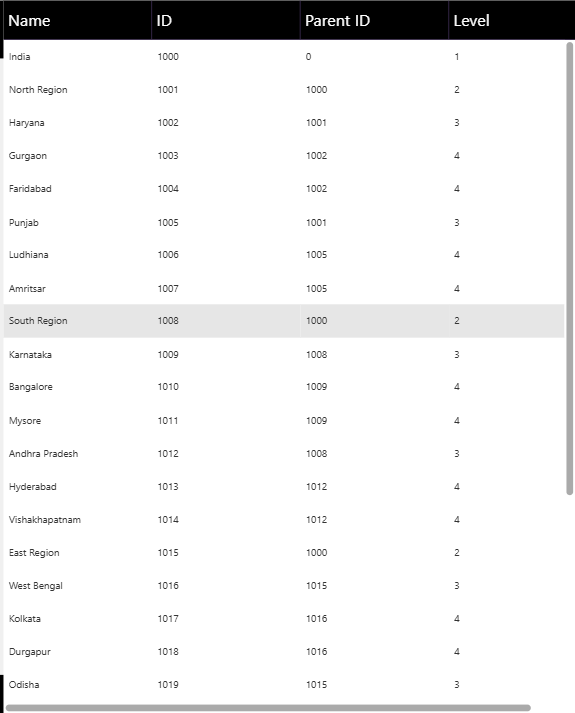 Name ID Parent ID Level
India 1000 0 1
North Region 1001 1000 2
Haryana 1002 1001 3
Gurgaon 1003 1002 4
Faridabad 1004 1002 4
Punjab 1005 1001 3
Ludhiana 1006 1005 4
Amritsar 1007 1005 4
South Region 1008 1000 2
Karnataka 1009 1008 3
Bangalore 1010 1009 4
Mysore 1011 1009 4
Andhra Pradesh 1012 1008 3
Hyderabad 1013 1012 4
Vishakhapatnam 1014 1012 4
East Region 1015 1000 2
West Bengal 1016 1015 3
Kolkata 1017 1016 4
Durgapur 1018 1016 4
Odisha 1019 1015 3